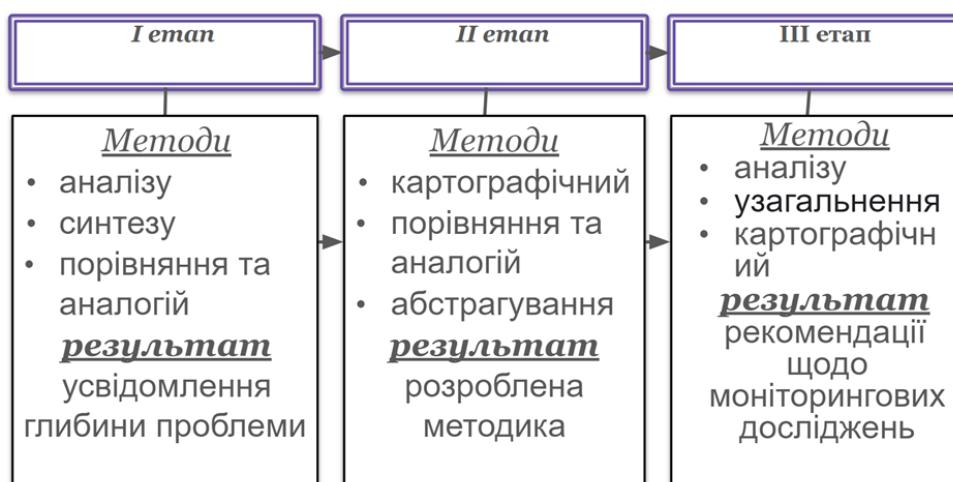 I етап
II етап
III етап
Методи
• аналізу
• синтезу
• порівняння та
аналогій
результат
усвідомлення
глибини проблеми
Методи
• картографічний
• порівняння та
аналогій
• абстрагування
результат
розроблена
методика
Методи
• аналізу
• узагальнення
• картографічн
ий
результат
рекомендації
щодо
моніторингових
досліджень